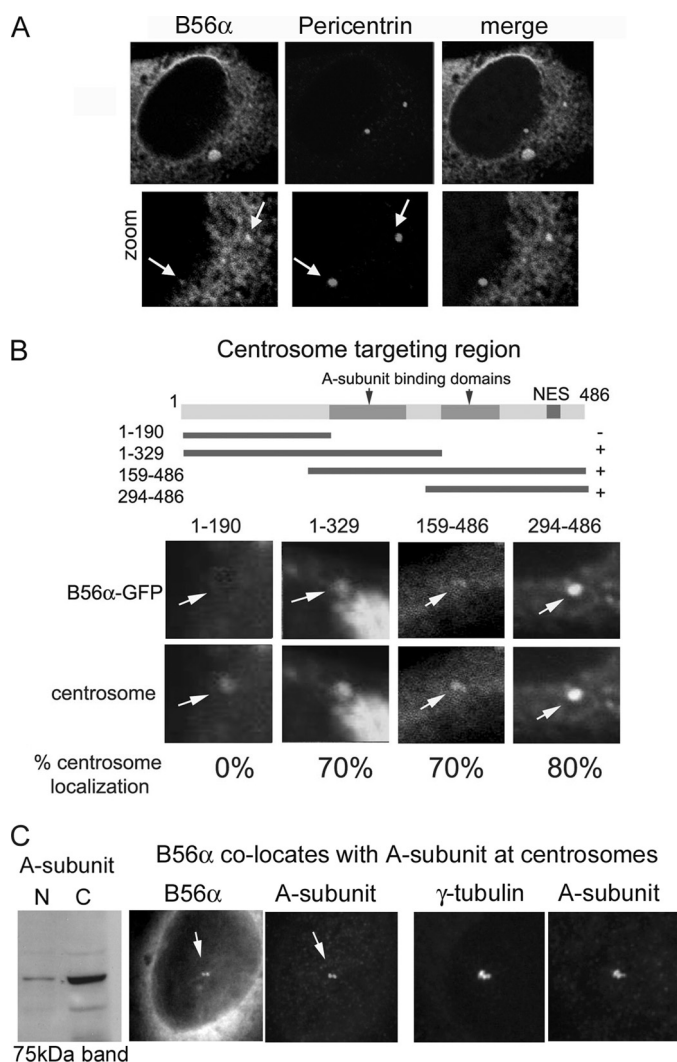 A
B56α Pericentrin merge
zoom
B
Centrosome targeting region
A-subunit binding domains
1 NES 486
1-190 -
1-329 +
159-486 +
294-486 +
1-190 1-329 159-486 294-486
B56α-GFP
centrosome
% centrosome localization 0% 70% 70% 80%
C
A-subunit
B56α co-locates with A-subunit at centrosomes
N C B56α A-subunit γ-tubulin A-subunit
75kDa band